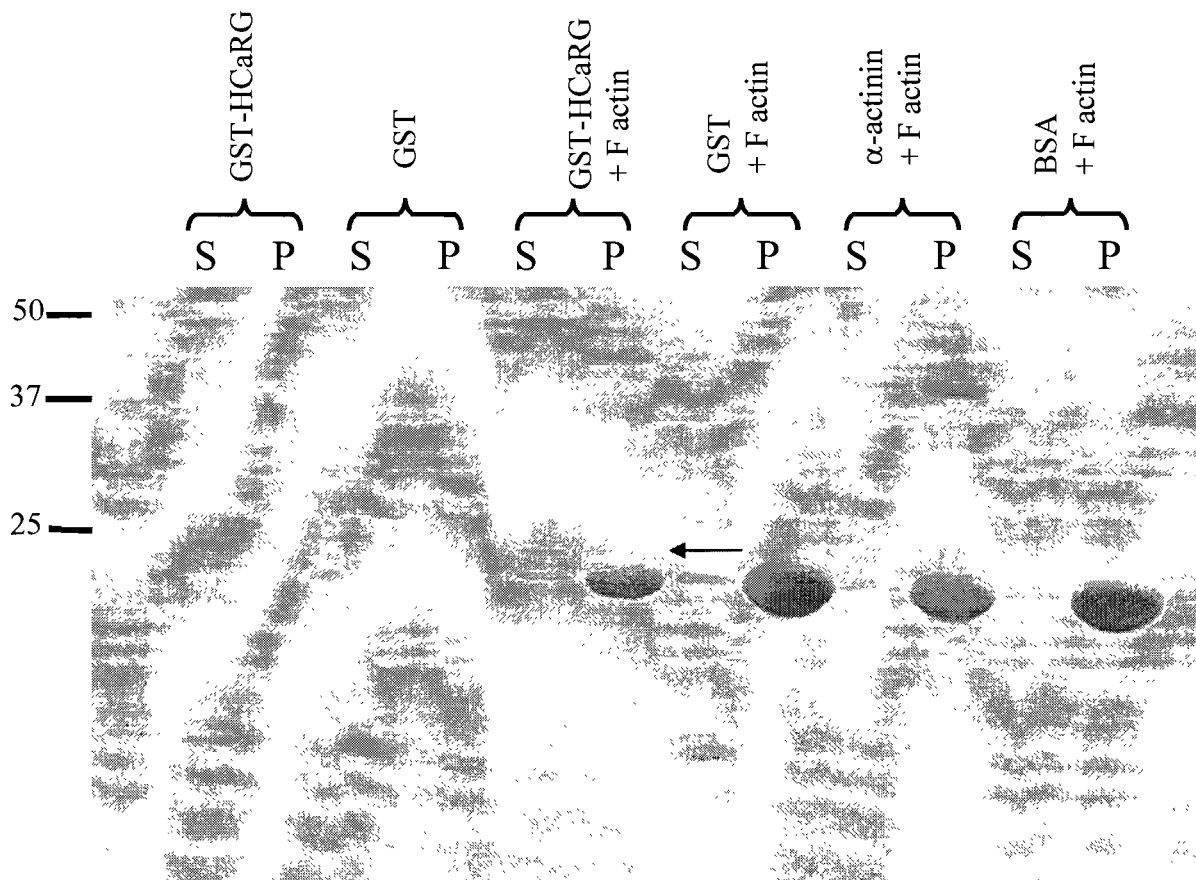 GST-HCaRG
GST
GST-HCaRG
+ F actin
GST
+ F actin
α-actinin
+ F actin
BSA
+ F actin
S P S P S P S P S P S P
50
37
25